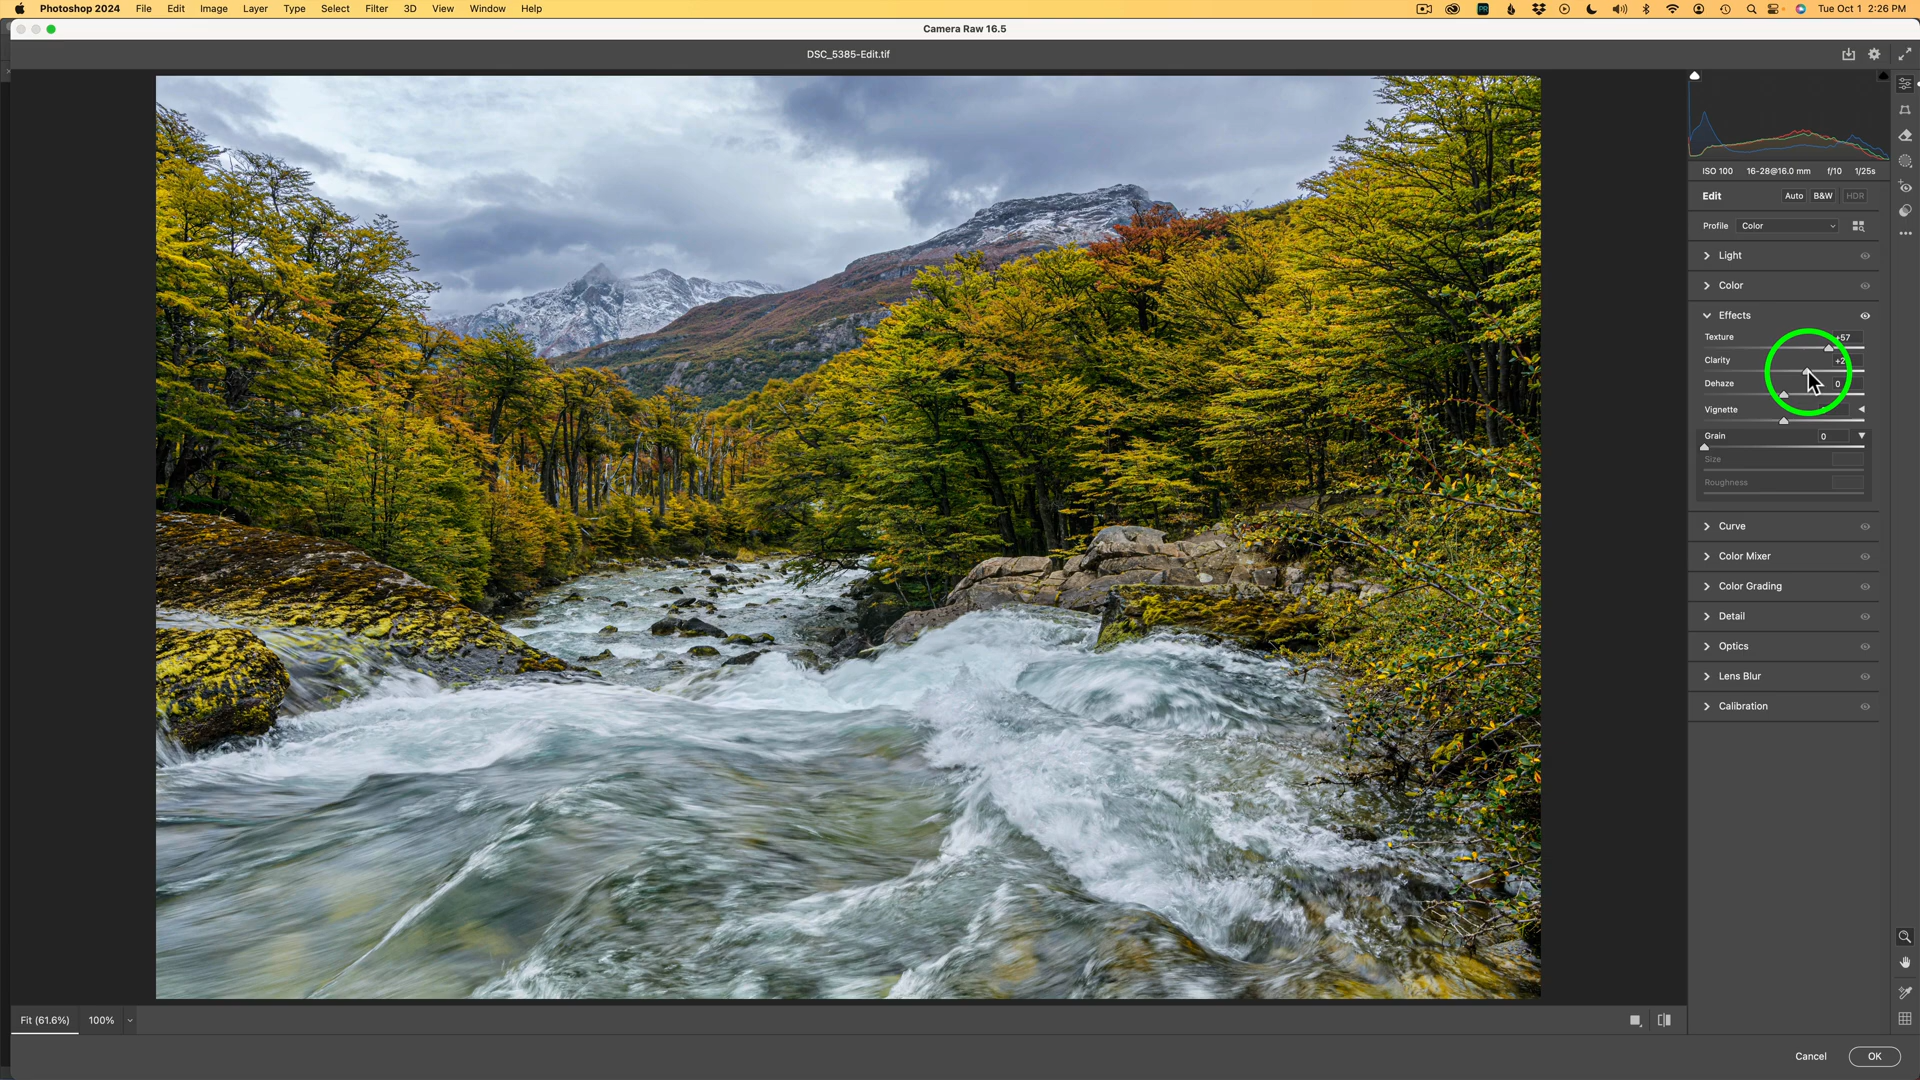 Photoshop 2024 File Edit Image Layer Type Select Filter 3D View Window Help Tue Oct 1 2:26 PM
Camera Raw 16.5
DSC_5385-Edit.tif
ISO 100 16-28@16.0 mm f/10 1/25s
Edit Auto B&W HDR
Profile Color
Light
Color
Effects
Texture +57
Clarity
Dehaze 0
Vignette
Grain 0
Size
Roughness
Curve
Color Mixer
Color Grading
Detail
Optics
Lens Blur
Calibration
Fit (61.6%) 100%
Cancel OK